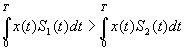 ∫₀ᵀ x(t)S₁(t)dt > ∫₀ᵀ x(t)S₂(t)dt